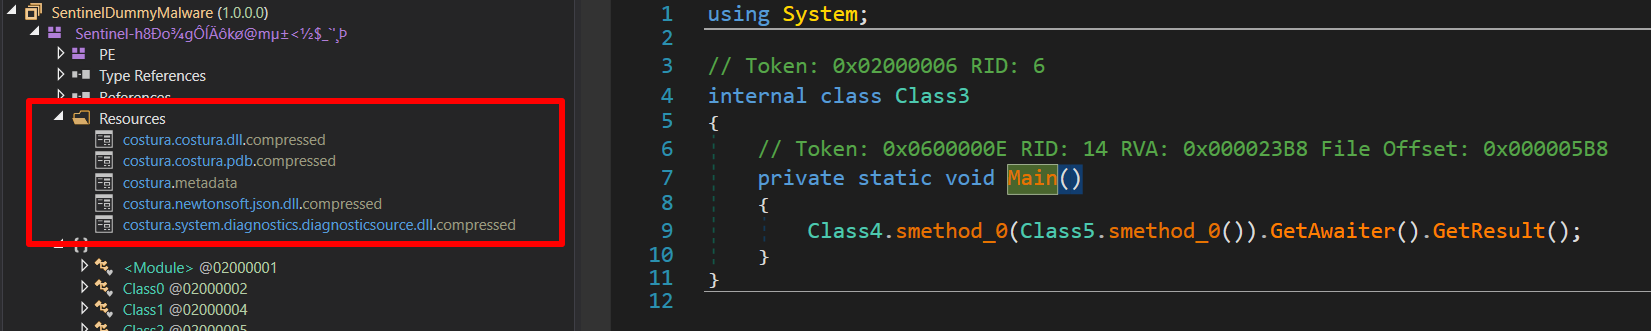 SentinelDummyMalware (1.0.0.0)
Sentinel-h8Ðo¾gÔÍÄôkø@mµ±<½$_¨'¸Þ
PE
Type References
References
Resources
costura.costura.dll.compressed
costura.costura.pdb.compressed
costura.metadata
costura.newtonsoft.json.dll.compressed
costura.system.diagnostics.diagnosticsource.dll.compressed
{ }
<Module> @02000001
Class0 @02000002
Class1 @02000004
Class2 @02000005
1 using System;
2
3 // Token: 0x02000006 RID: 6
4 internal class Class3
5 {
6 // Token: 0x0600000E RID: 14 RVA: 0x000023B8 File Offset: 0x000005B8
7 private static void Main()
8 {
9 Class4.smethod_0(Class5.smethod_0()).GetAwaiter().GetResult();
10 }
11 }
12